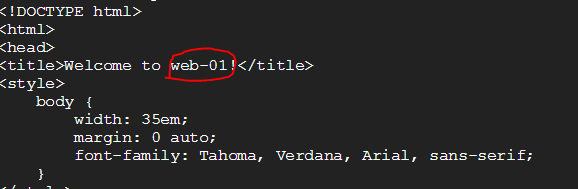 <!DOCTYPE html>
<html>
<head>
<title>Welcome to web-01!</title>
<style>
    body {
        width: 35em;
        margin: 0 auto;
        font-family: Tahoma, Verdana, Arial, sans-serif;
    }
</style>